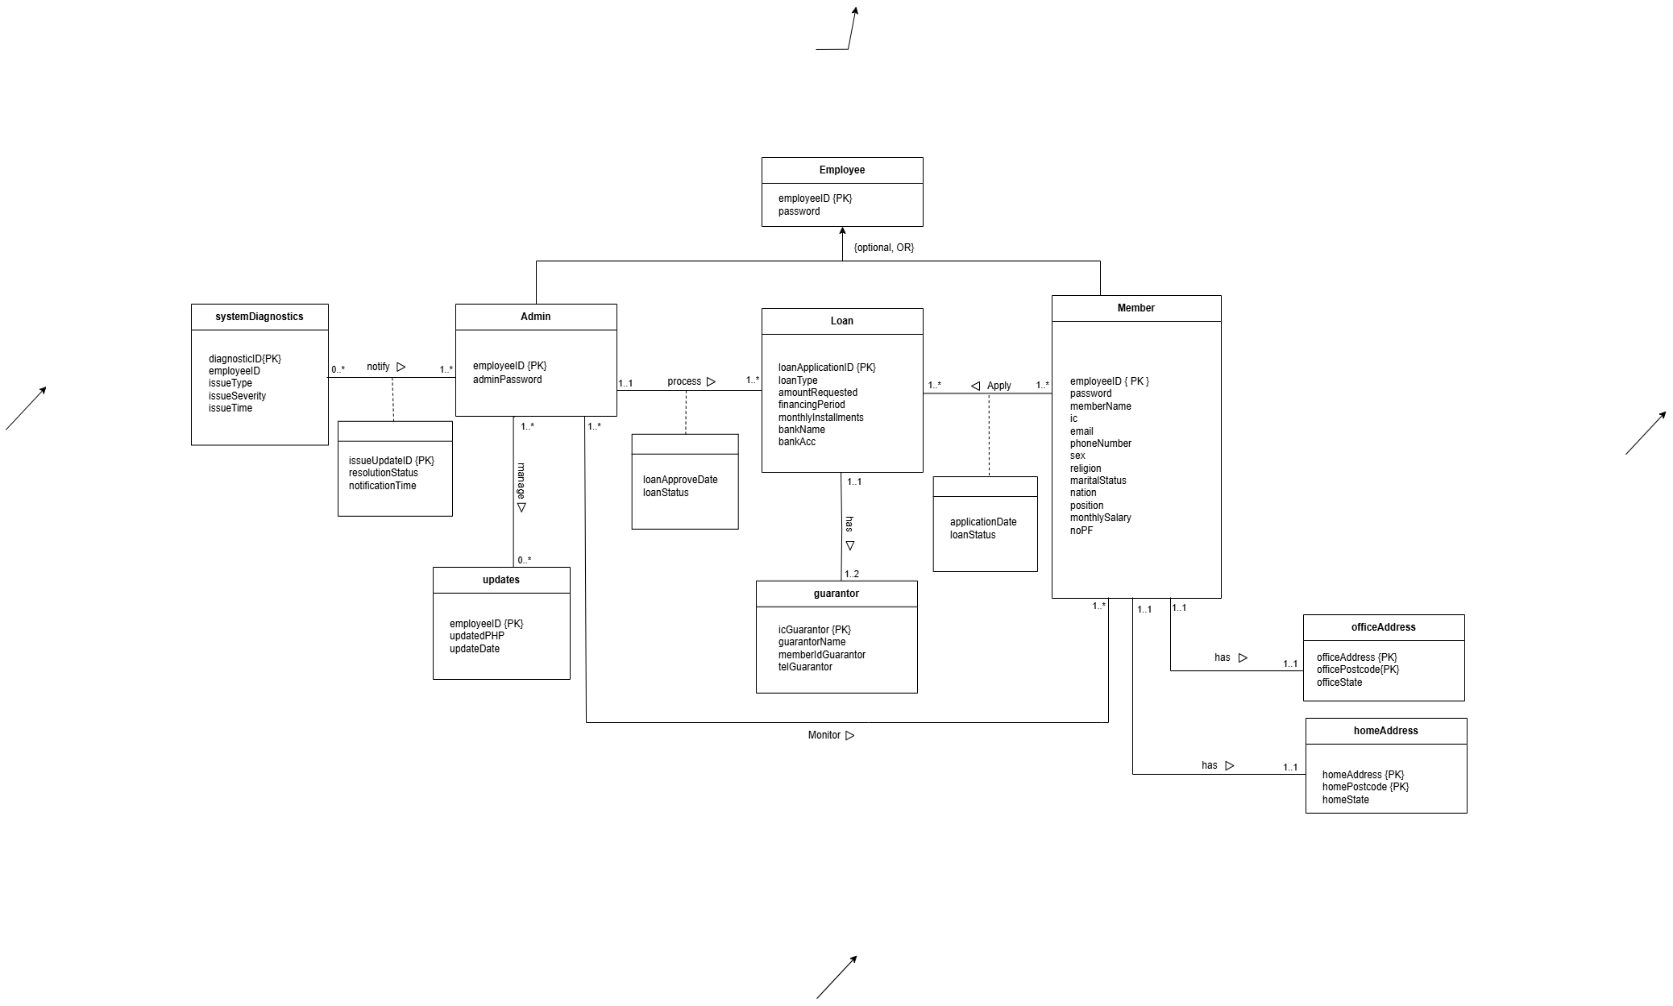 Employee
employeeID {PK}
password
{optional, OR}
systemDiagnostics
diagnosticID{PK}
employeeID
issueType
issueSeverity
issueTime
0..*
notify
1..*
issueUpdateID {PK}
resolutionStatus
notificationTime
Admin
employeeID {PK}
adminPassword
1..1
process
1..*
loanApproveDate
loanStatus
Loan
loanApplicationID {PK}
loanType
amountRequested
financingPeriod
monthlyInstallments
bankName
bankAcc
1..*
Apply
1..*
applicationDate
loanStatus
Member
employeeID { PK }
password
memberName
ic
email
phoneNumber
sex
religion
maritalStatus
nation
position
monthlySalary
noPF
1..*
manage
0..*
updates
employeeID {PK}
updatedPHP
updateDate
1..*
Monitor
1..*
1..1
has
1..2
guarantor
icGuarantor {PK}
guarantorName
memberIdGuarantor
telGuarantor
1..1
has
1..1
officeAddress
officeAddress {PK}
officePostcode{PK}
officeState
1..1
has
1..1
homeAddress
homeAddress {PK}
homePostcode {PK}
homeState